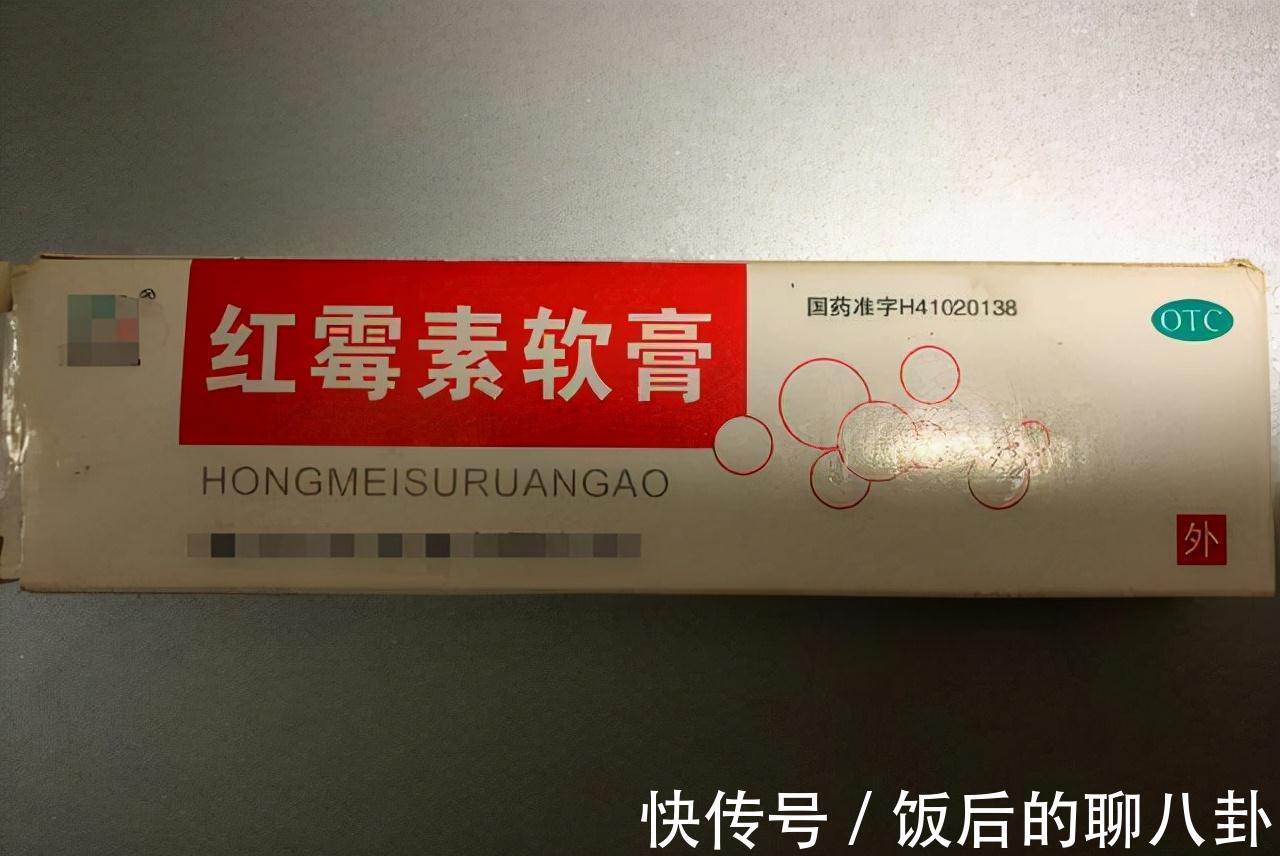 ®
红霉素软膏
国药准字H41020138
OTC
HONGMEISURUANGAO
外
快传号 / 饭后的聊八卦